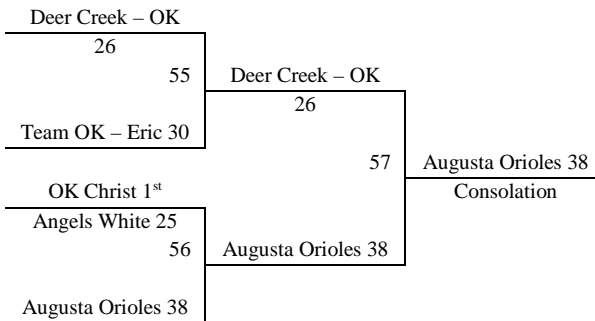 Deer Creek – OK
26
55
Deer Creek – OK
26
Team OK – Eric 30
57
Augusta Orioles 38
Consolation
OK Christ 1st
Angels White 25
56
Augusta Orioles 38
Augusta Orioles 38